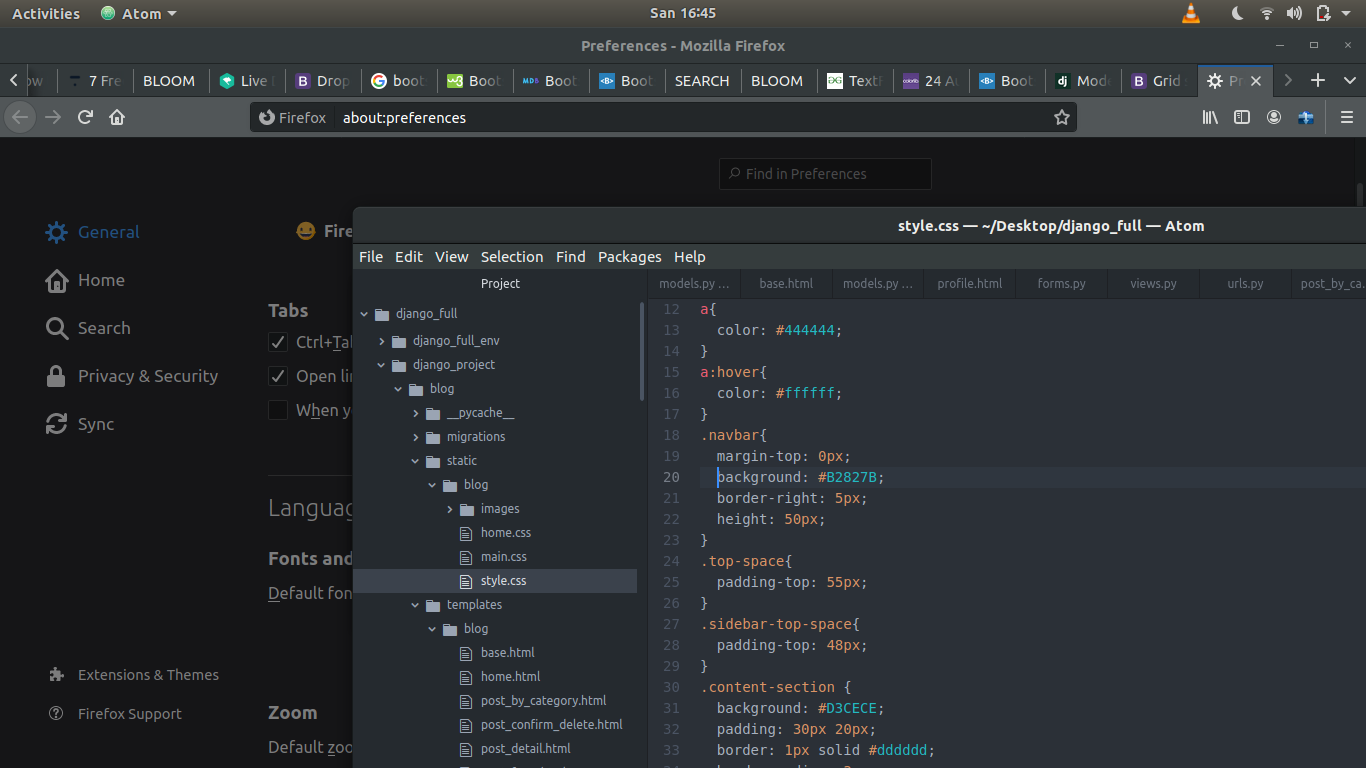 Activities Atom San 16:45
Preferences - Mozilla Firefox
ow 7 Fre BLOOM Live Drop boot Boot Boot Boot SEARCH BLOOM Text 24 A Boot Mode Grid Pr
Firefox about:preferences
Find in Preferences
General
Home
Search
Privacy & Security
Sync
Extensions & Themes
Firefox Support
Fire
Tabs
Ctrl+Tab
Open lin
When y
Languag
Fonts and
Default fon
Zoom
Default zoo
style.css — ~/Desktop/django_full — Atom
File Edit View Selection Find Packages Help
Project
django_full
django_full_env
django_project
blog
__pycache__
migrations
static
blog
images
home.css
main.css
style.css
templates
blog
base.html
home.html
post_by_category.html
post_confirm_delete.html
post_detail.html
models.py ... base.html models.py ... profile.html forms.py views.py urls.py post_by_ca.
12 a{
13 color: #444444;
14 }
15 a:hover{
16 color: #ffffff;
17 }
18 .navbar{
19 margin-top: 0px;
20 background: #B2827B;
21 border-right: 5px;
22 height: 50px;
23 }
24 .top-space{
25 padding-top: 55px;
26 }
27 .sidebar-top-space{
28 padding-top: 48px;
29 }
30 .content-section {
31 background: #D3CECE;
32 padding: 30px 20px;
33 border: 1px solid #dddddd;